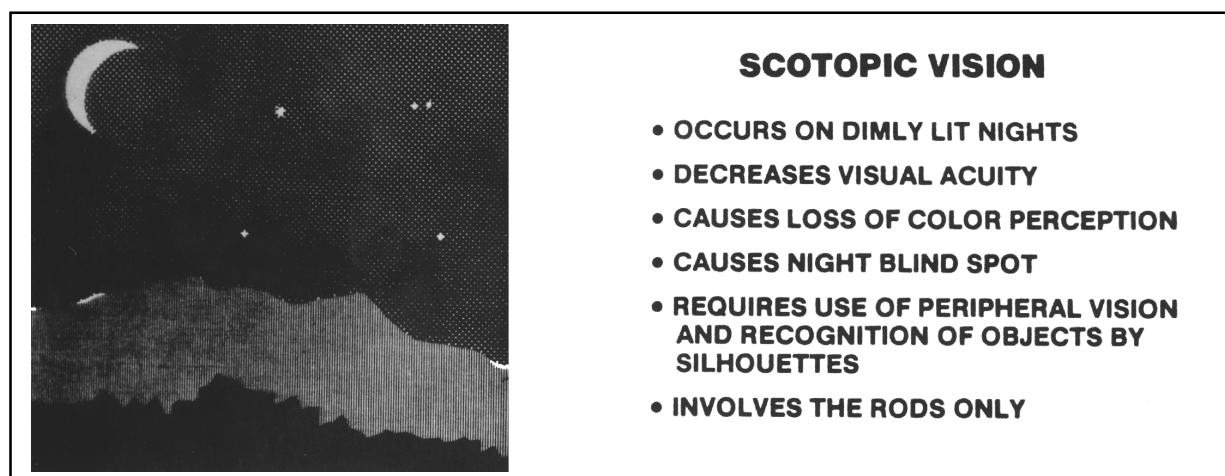 SCOTOPIC VISION
• OCCURS ON DIMLY LIT NIGHTS
• DECREASES VISUAL ACUITY
• CAUSES LOSS OF COLOR PERCEPTION
• CAUSES NIGHT BLIND SPOT
• REQUIRES USE OF PERIPHERAL VISION
AND RECOGNITION OF OBJECTS BY
SILHOUETTES
• INVOLVES THE RODS ONLY